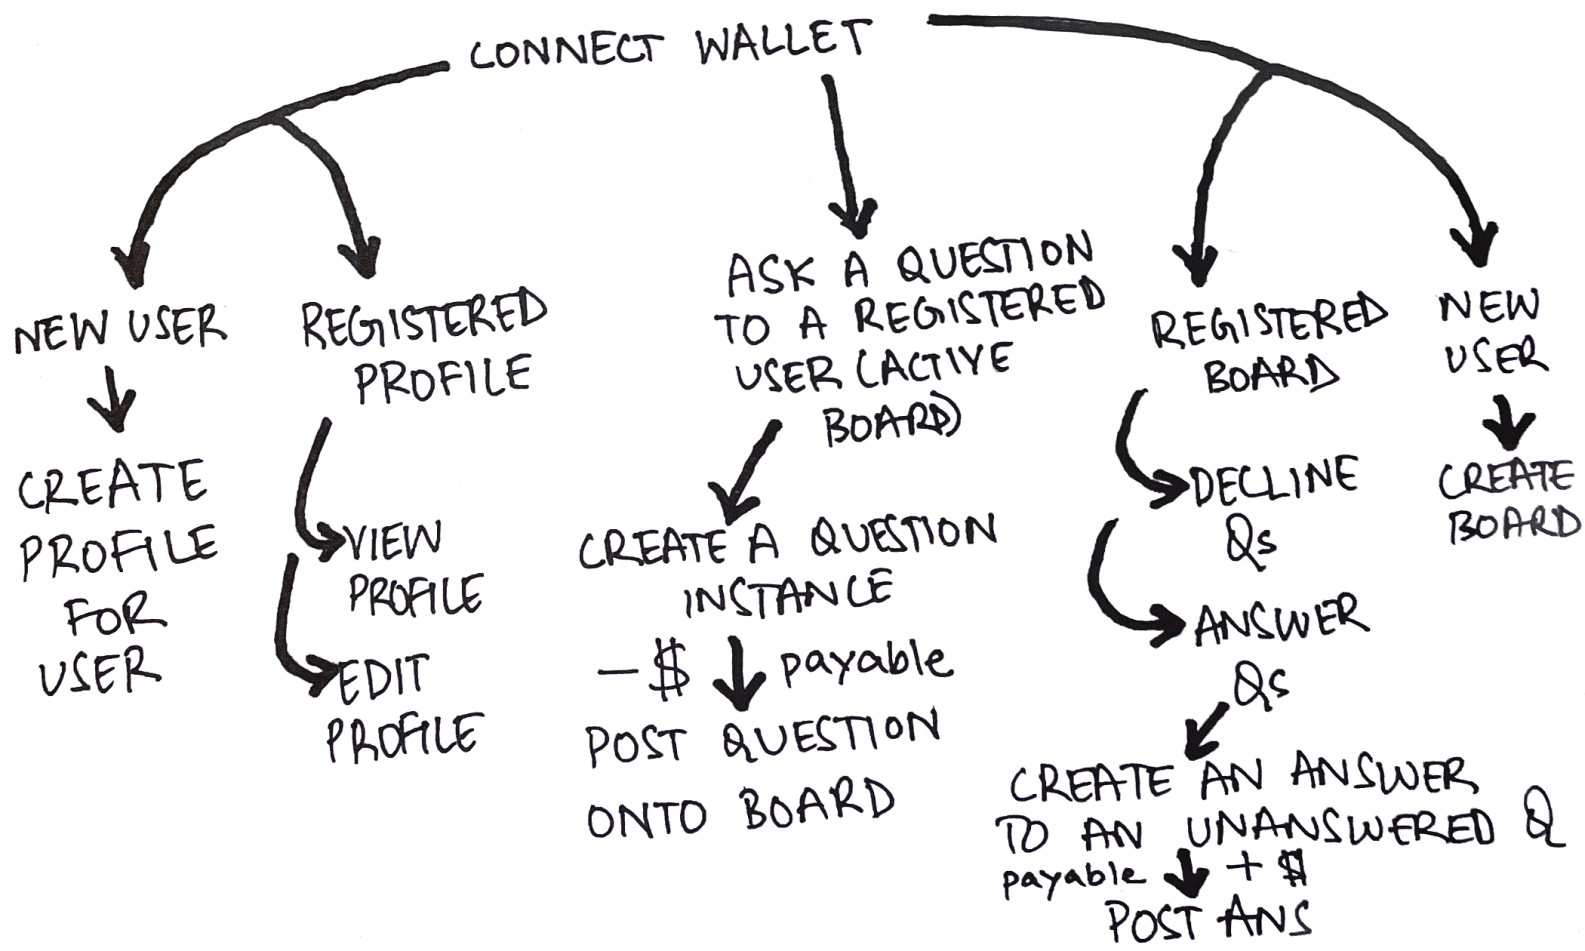 CONNECT WALLET
NEW USER
CREATE
PROFILE
FOR
USER
REGISTERED
PROFILE
VIEW
PROFILE
EDIT
PROFILE
ASK A QUESTION
TO A REGISTERED
USER (ACTIVE
BOARD)
CREATE A QUESTION
INSTANCE
-$ payable
POST QUESTION
ONTO BOARD
REGISTERED
BOARD
DECLINE
Qs
ANSWER
Qs
CREATE AN ANSWER
TO AN UNANSWERED Q
payable +$
POST ANS
NEW
USER
CREATE
BOARD